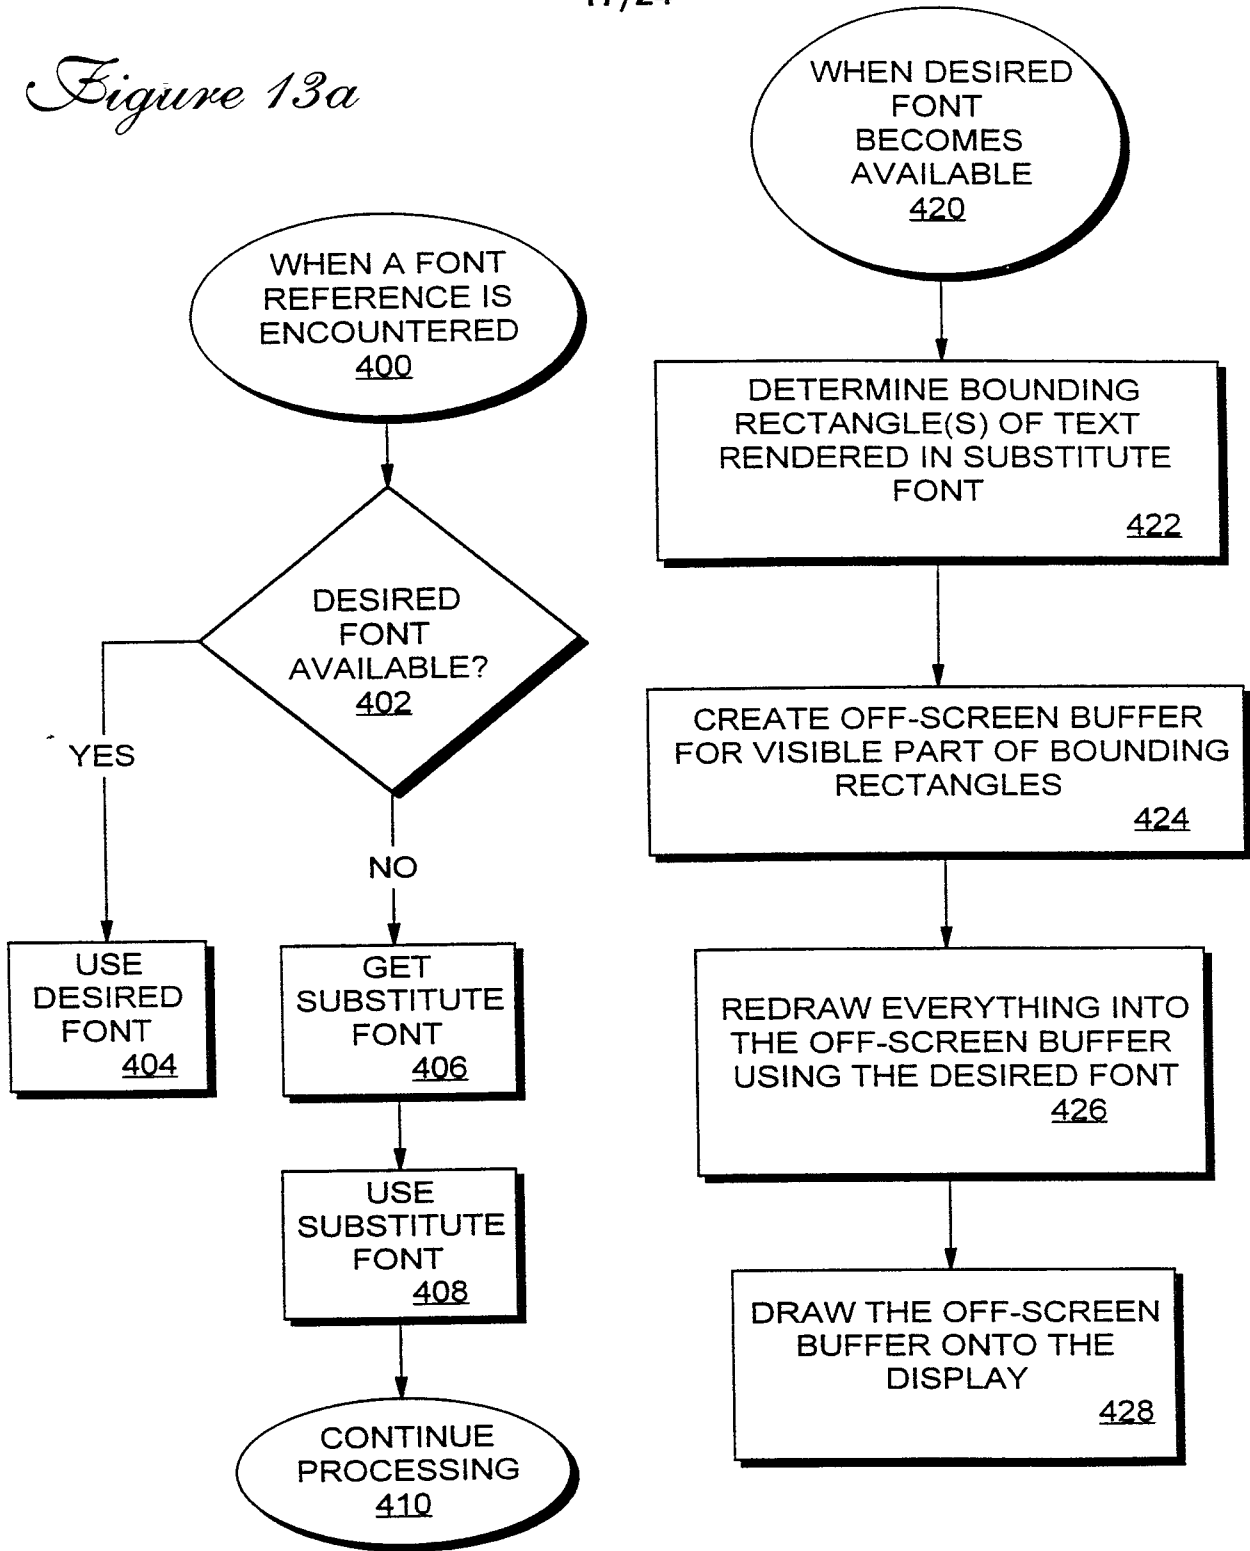 Figure 13a
WHEN A FONT
REFERENCE IS
ENCOUNTERED
400
DESIRED
FONT
AVAILABLE?
402
YES
NO
USE
DESIRED
FONT
404
GET
SUBSTITUTE
FONT
406
USE
SUBSTITUTE
FONT
408
CONTINUE
PROCESSING
410
WHEN DESIRED
FONT
BECOMES
AVAILABLE
420
DETERMINE BOUNDING
RECTANGLE(S) OF TEXT
RENDERED IN SUBSTITUTE
FONT
422
CREATE OFF-SCREEN BUFFER
FOR VISIBLE PART OF BOUNDING
RECTANGLES
424
REDRAW EVERYTHING INTO
THE OFF-SCREEN BUFFER
USING THE DESIRED FONT
426
DRAW THE OFF-SCREEN
BUFFER ONTO THE
DISPLAY
428